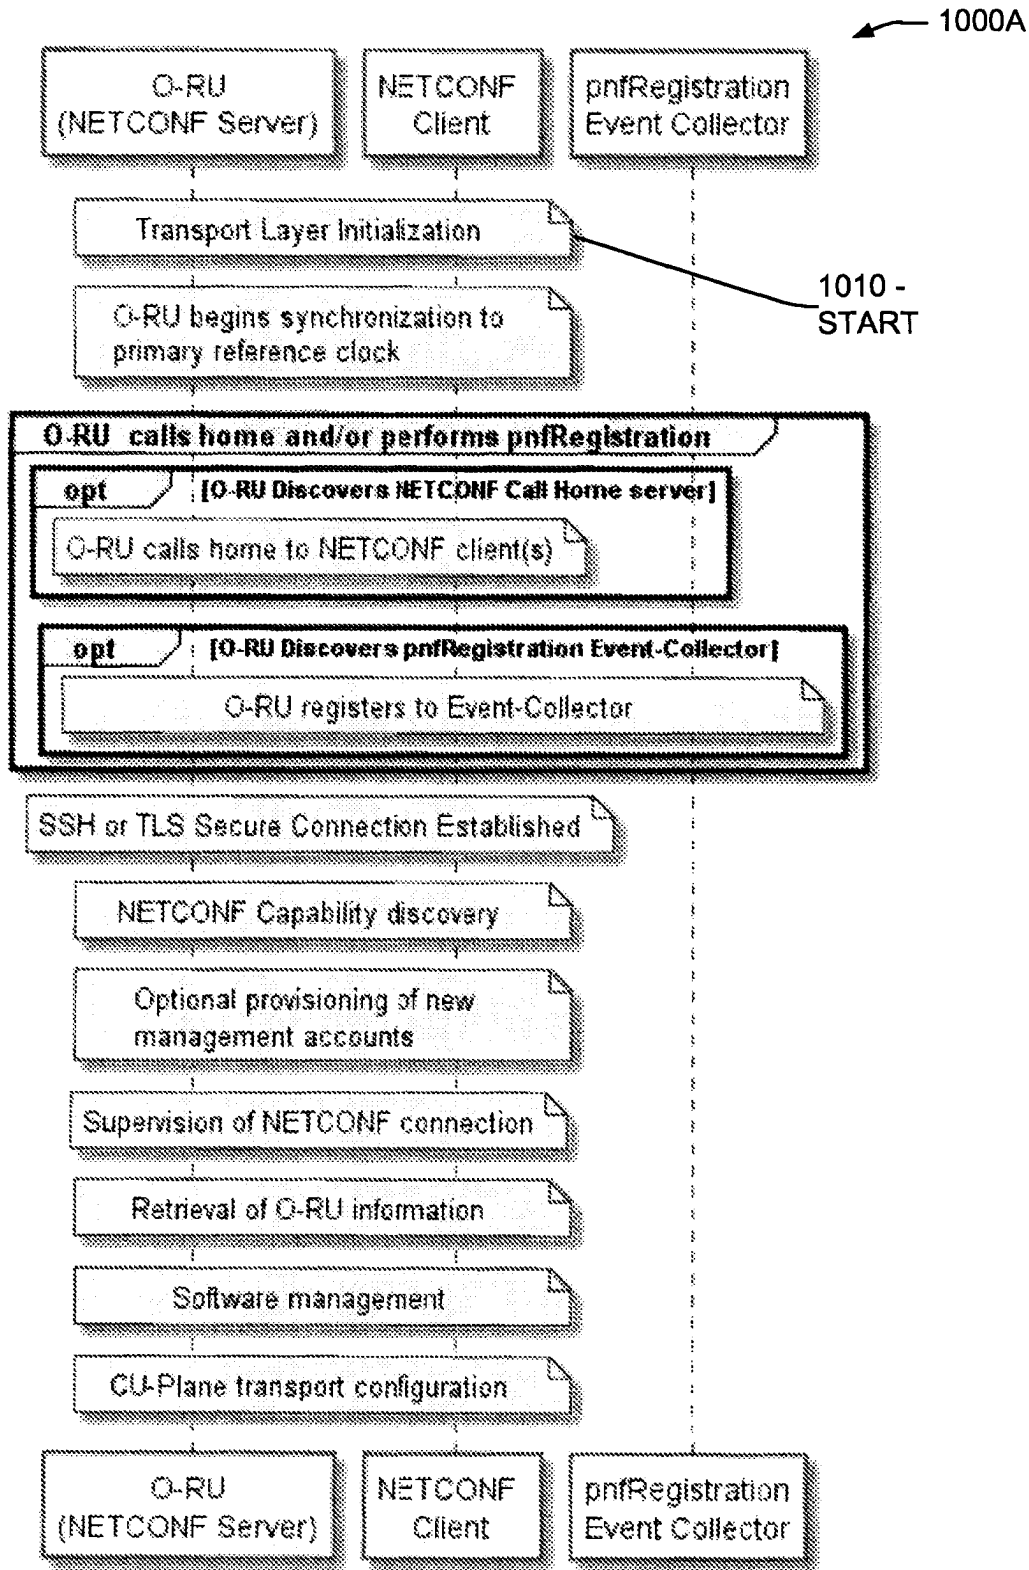 1000A
O-RU
(NETCONF Server)
NETCONF
Client
pnfRegistration
Event Collector
Transport Layer Initialization
1010 -
START
O-RU begins synchronization to
primary reference clock
O-RU calls home and/or performs pnfRegistration
opt
[O-RU Discovers NETCONF Call Home server]
O-RU calls home to NETCONF client(s)
opt
[O-RU Discovers pnfRegistration Event-Collector]
O-RU registers to Event-Collector
SSH or TLS Secure Connection Established
NETCONF Capability discovery
Optional provisioning of new
management accounts
Supervision of NETCONF connection
Retrieval of O-RU information
Software management
CU-Plane transport configuration
O-RU
(NETCONF Server)
NETCONF
Client
pnfRegistration
Event Collector